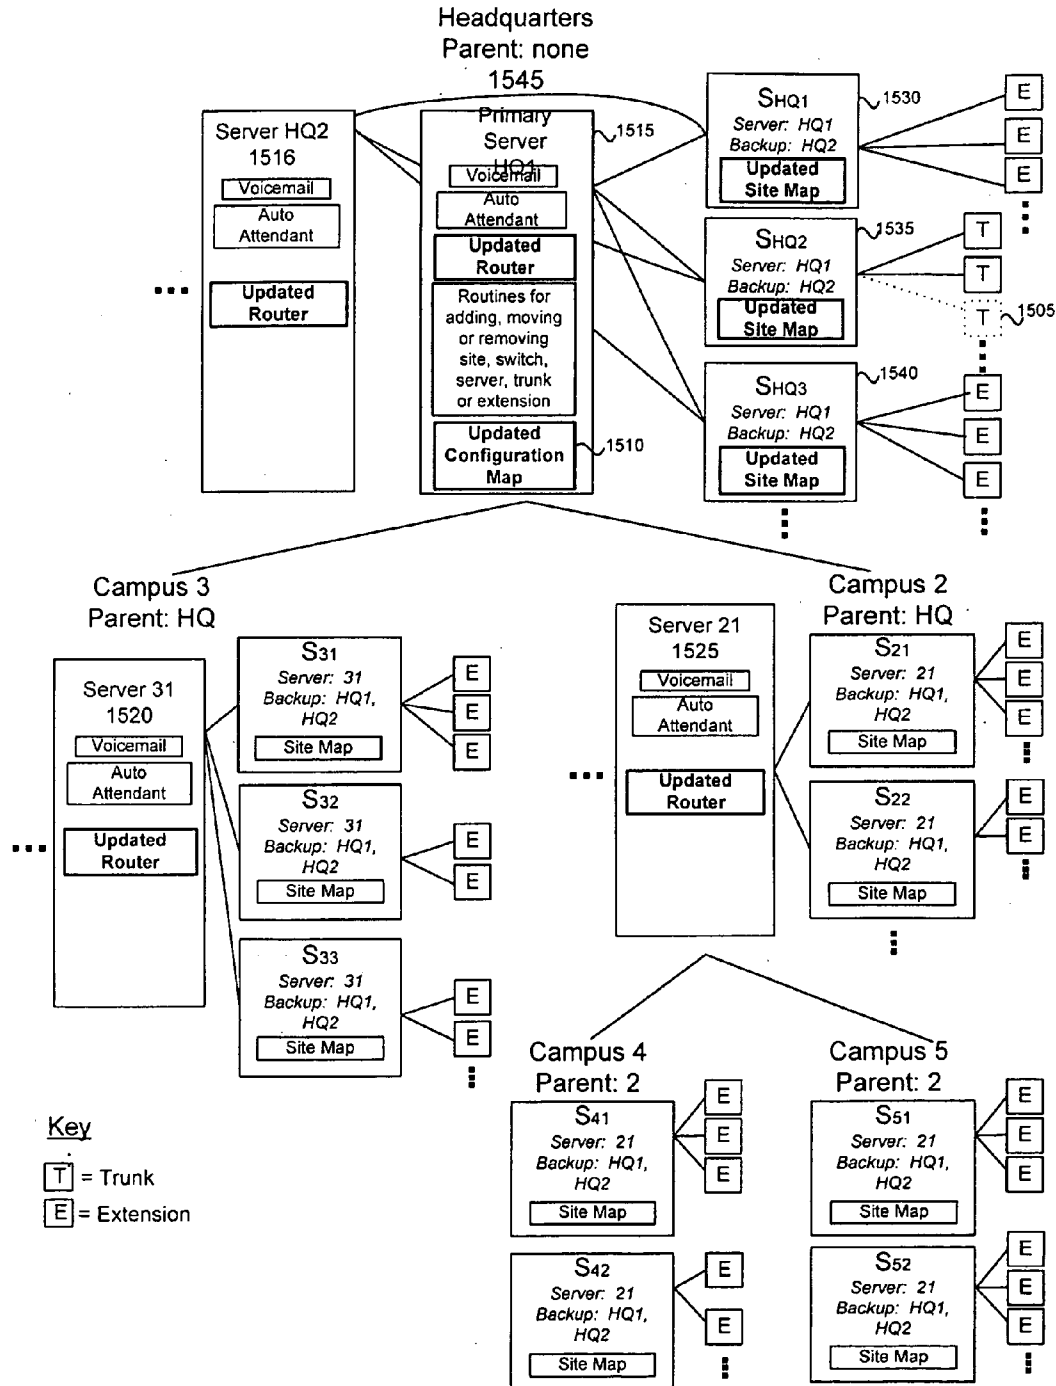 Headquarters
Parent: none
1545
Server HQ2
1516
Voicemail
Auto
Attendant
Updated
Router
Primary
Server
HQ1
1515
Voicemail
Auto
Attendant
Updated
Router
Routines for
adding, moving
or removing
site, switch,
server, trunk
or extension
Updated
Configuration
Map
1510
SHQ1
1530
Server: HQ1
Backup: HQ2
Updated
Site Map
E
E
E
SHQ2
1535
Server: HQ1
Backup: HQ2
Updated
Site Map
T
T
T
1505
SHQ3
1540
Server: HQ1
Backup: HQ2
Updated
Site Map
E
E
E
Campus 3
Parent: HQ
Server 31
1520
Voicemail
Auto
Attendant
Updated
Router
S31
Server: 31
Backup: HQ1,
HQ2
Site Map
E
E
E
S32
Server: 31
Backup: HQ1,
HQ2
Site Map
E
E
S33
Server: 31
Backup: HQ1,
HQ2
Site Map
E
E
Campus 2
Parent: HQ
Server 21
1525
Voicemail
Auto
Attendant
Updated
Router
S21
Server: 21
Backup: HQ1,
HQ2
Site Map
E
E
E
S22
Server: 21
Backup: HQ1,
HQ2
Site Map
E
E
Campus 4
Parent: 2
S41
Server: 21
Backup: HQ1,
HQ2
Site Map
E
E
E
S42
Server: 21
Backup: HQ1,
HQ2
Site Map
E
E
Campus 5
Parent: 2
S51
Server: 21
Backup: HQ1,
HQ2
Site Map
E
E
E
S52
Server: 21
Backup: HQ1,
HQ2
Site Map
E
E
E
Key
T = Trunk
E = Extension